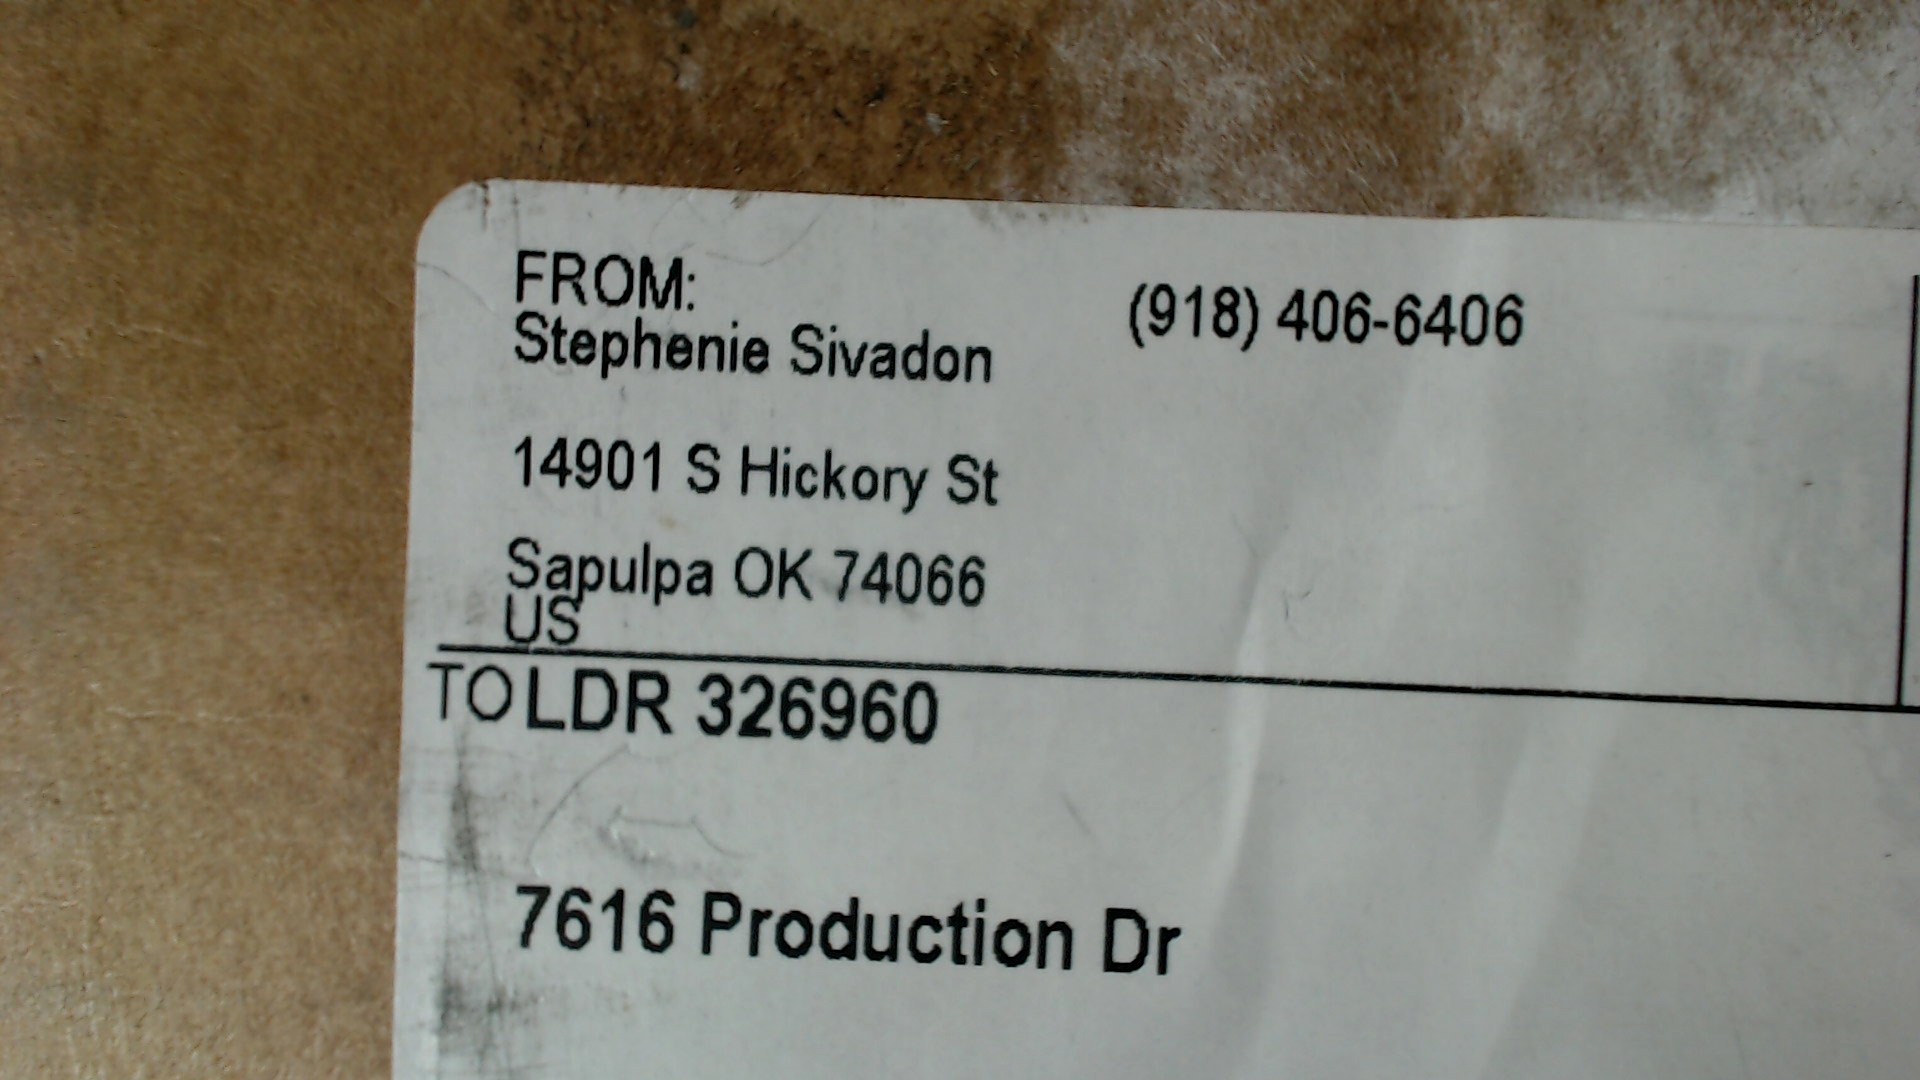 FROM:
Stephenie Sivadon (918) 406-6406
14901 S Hickory St
Sapulpa OK 74066
US
TO LDR 326960
7616 Production Dr